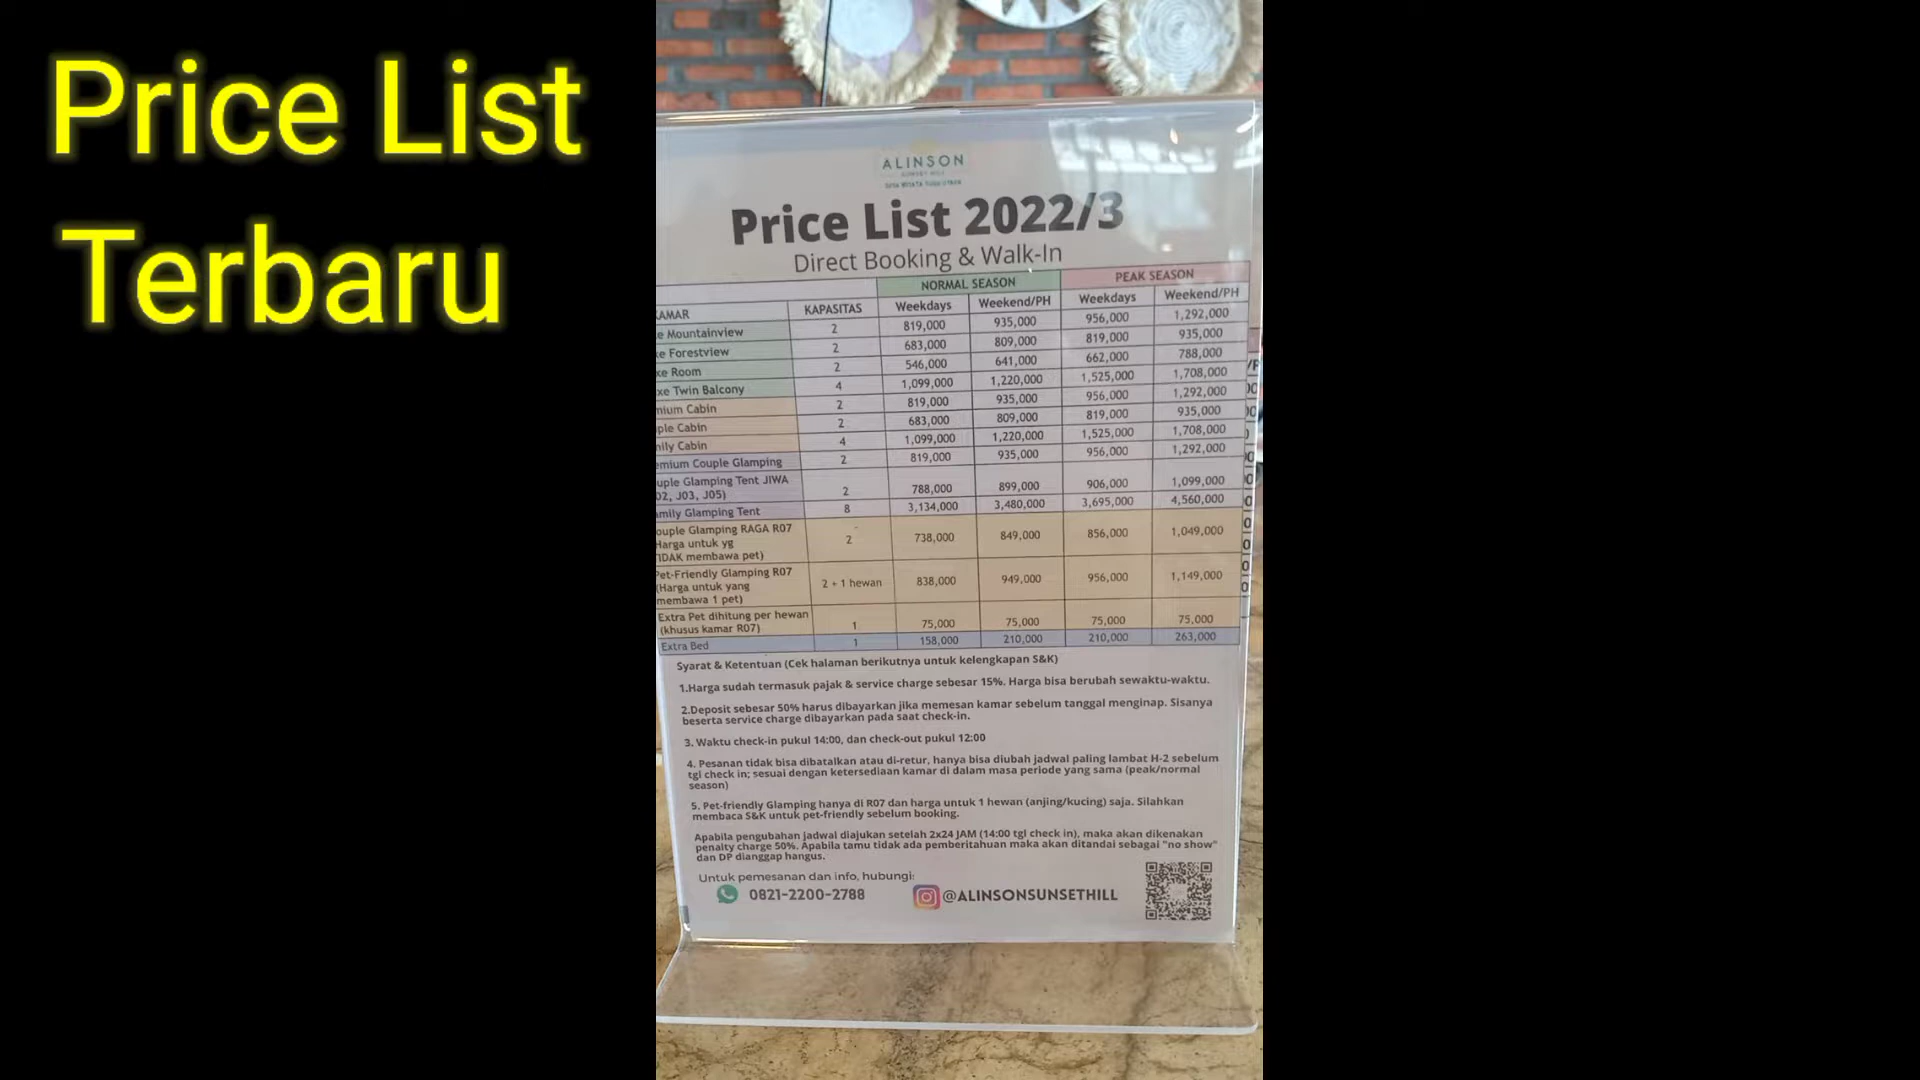 Price List
Terbaru
ALINSON
Price List 2022/3
Direct Booking & Walk-In
NORMAL SEASON PEAK SEASON
KAPASITAS Weekdays Weekend/PH Weekdays Weekend/PH
Mountainview 2 819,000 935,000 956,000 1,292,000
Forestview 2 683,000 809,000 819,000 935,000
Room 2 546,000 641,000 662,000 788,000
Twin Balcony 4 1,099,000 1,220,000 1,525,000 1,708,000
Cabin 2 819,000 935,000 956,000 1,292,000
Cabin 2 683,000 809,000 819,000 935,000
Cabin 4 1,099,000 1,220,000 1,525,000 1,708,000
Couple Glamping 2 819,000 935,000 956,000 1,292,000
Glamping Tent JIWA
J03, J05) 2 788,000 899,000 906,000 1,099,000
Glamping Tent 8 3,134,000 3,480,000 3,695,000 4,560,000
Glamping RAGA R07
Harga untuk yg
membawa pet) 2 738,000 849,000 856,000 1,049,000
Pet-Friendly Glamping R07
(Harga untuk yang
membawa 1 pet) 2 + 1 hewan 838,000 949,000 956,000 1,149,000
Extra Pet dihitung per hewan
(khusus kamar R07) 1 75,000 75,000 75,000 75,000
Extra Bed 1 158,000 210,000 210,000 263,000
Syarat & Ketentuan (Cek halaman berikutnya untuk kelengkapan S&K)
1.Harga sudah termasuk pajak & service charge sebesar 15%. Harga bisa berubah sewaktu-waktu.
2.Deposit sebesar 50% harus dibayarkan jika memesan kamar sebelum tanggal menginap. Sisanya
beserta service charge dibayarkan pada saat check-in.
3. Waktu check-in pukul 14:00, dan check-out pukul 12:00
4. Pesanan tidak bisa dibatalkan atau di-retur, hanya bisa diubah jadwal paling lambat H-2 sebelum
tgl check in; sesuai dengan ketersediaan kamar di dalam masa periode yang sama (peak/normal
season)
5. Pet-friendly Glamping hanya di R07 dan harga untuk 1 hewan (anjing/kucing) saja. Silahkan
membaca S&K untuk pet-friendly sebelum booking.
Apabila pengubahan jadwal diajukan setelah 2x24 JAM (14:00 tgl check in), maka akan dikenakan
penalty charge 50%. Apabila tamu tidak ada pemberitahuan maka akan ditandai sebagai "no show"
dan DP dianggap hangus.
Untuk pemesanan dan info, hubungi:
0821-2200-2788 @ALINSONSUNSETHILL